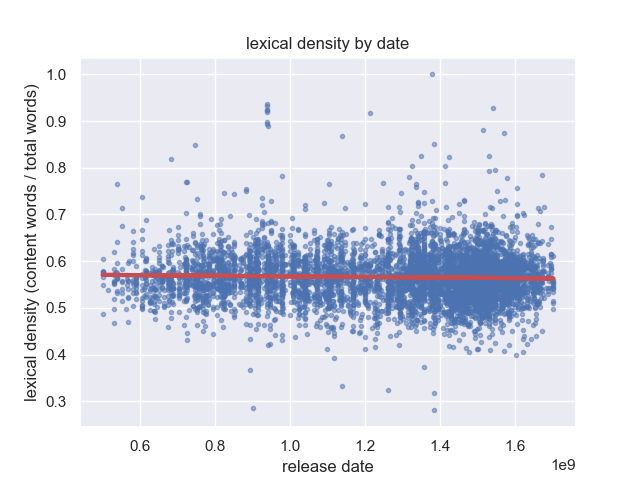 lexical density by date
lexical density (content words / total words)
1.0
0.9
0.8
0.7
0.6
0.5
0.4
0.3
0.6 0.8 1.0 1.2 1.4 1.6
1e9
release date